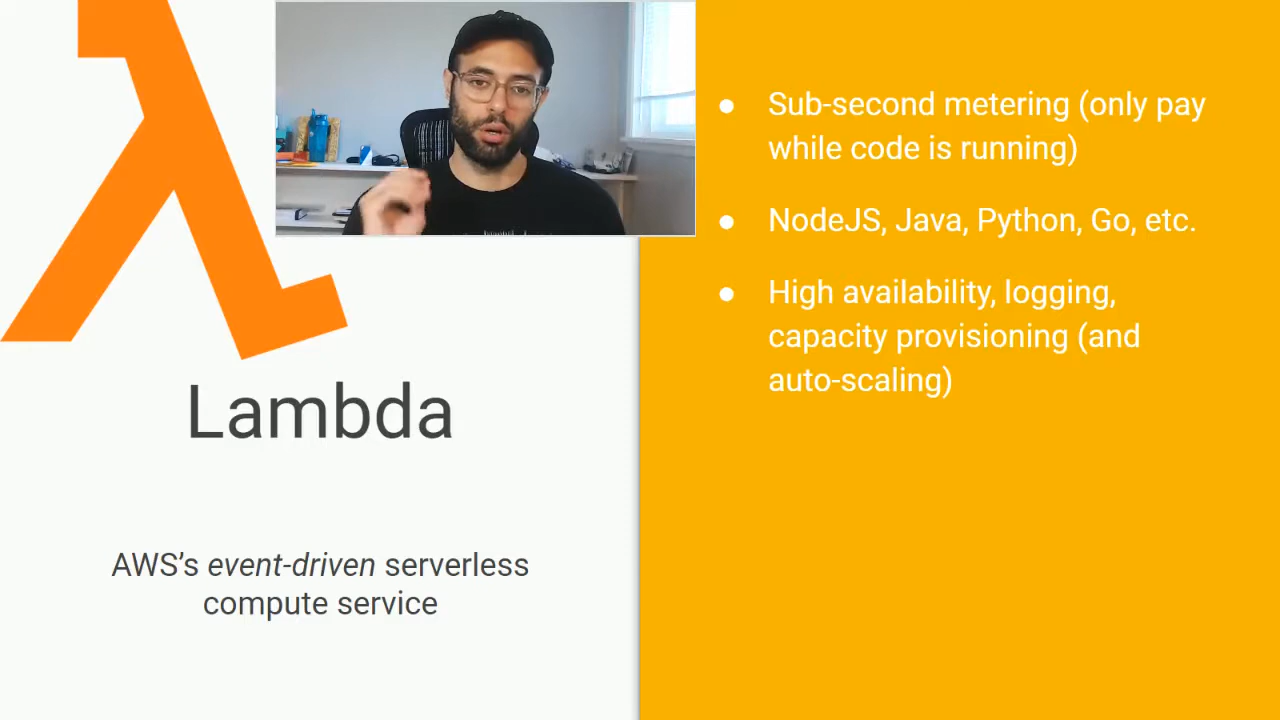 Lambda
AWS’s event-driven serverless
compute service
● Sub-second metering (only pay
while code is running)
● NodeJS, Java, Python, Go, etc.
● High availability, logging,
capacity provisioning (and
auto-scaling)